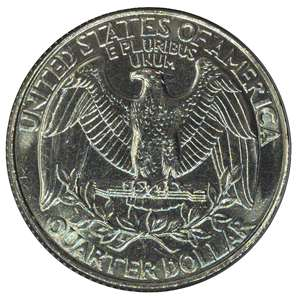 UNITED STATES OF AMERICA
E PLURIBUS
UNUM
QUARTER DOLLAR